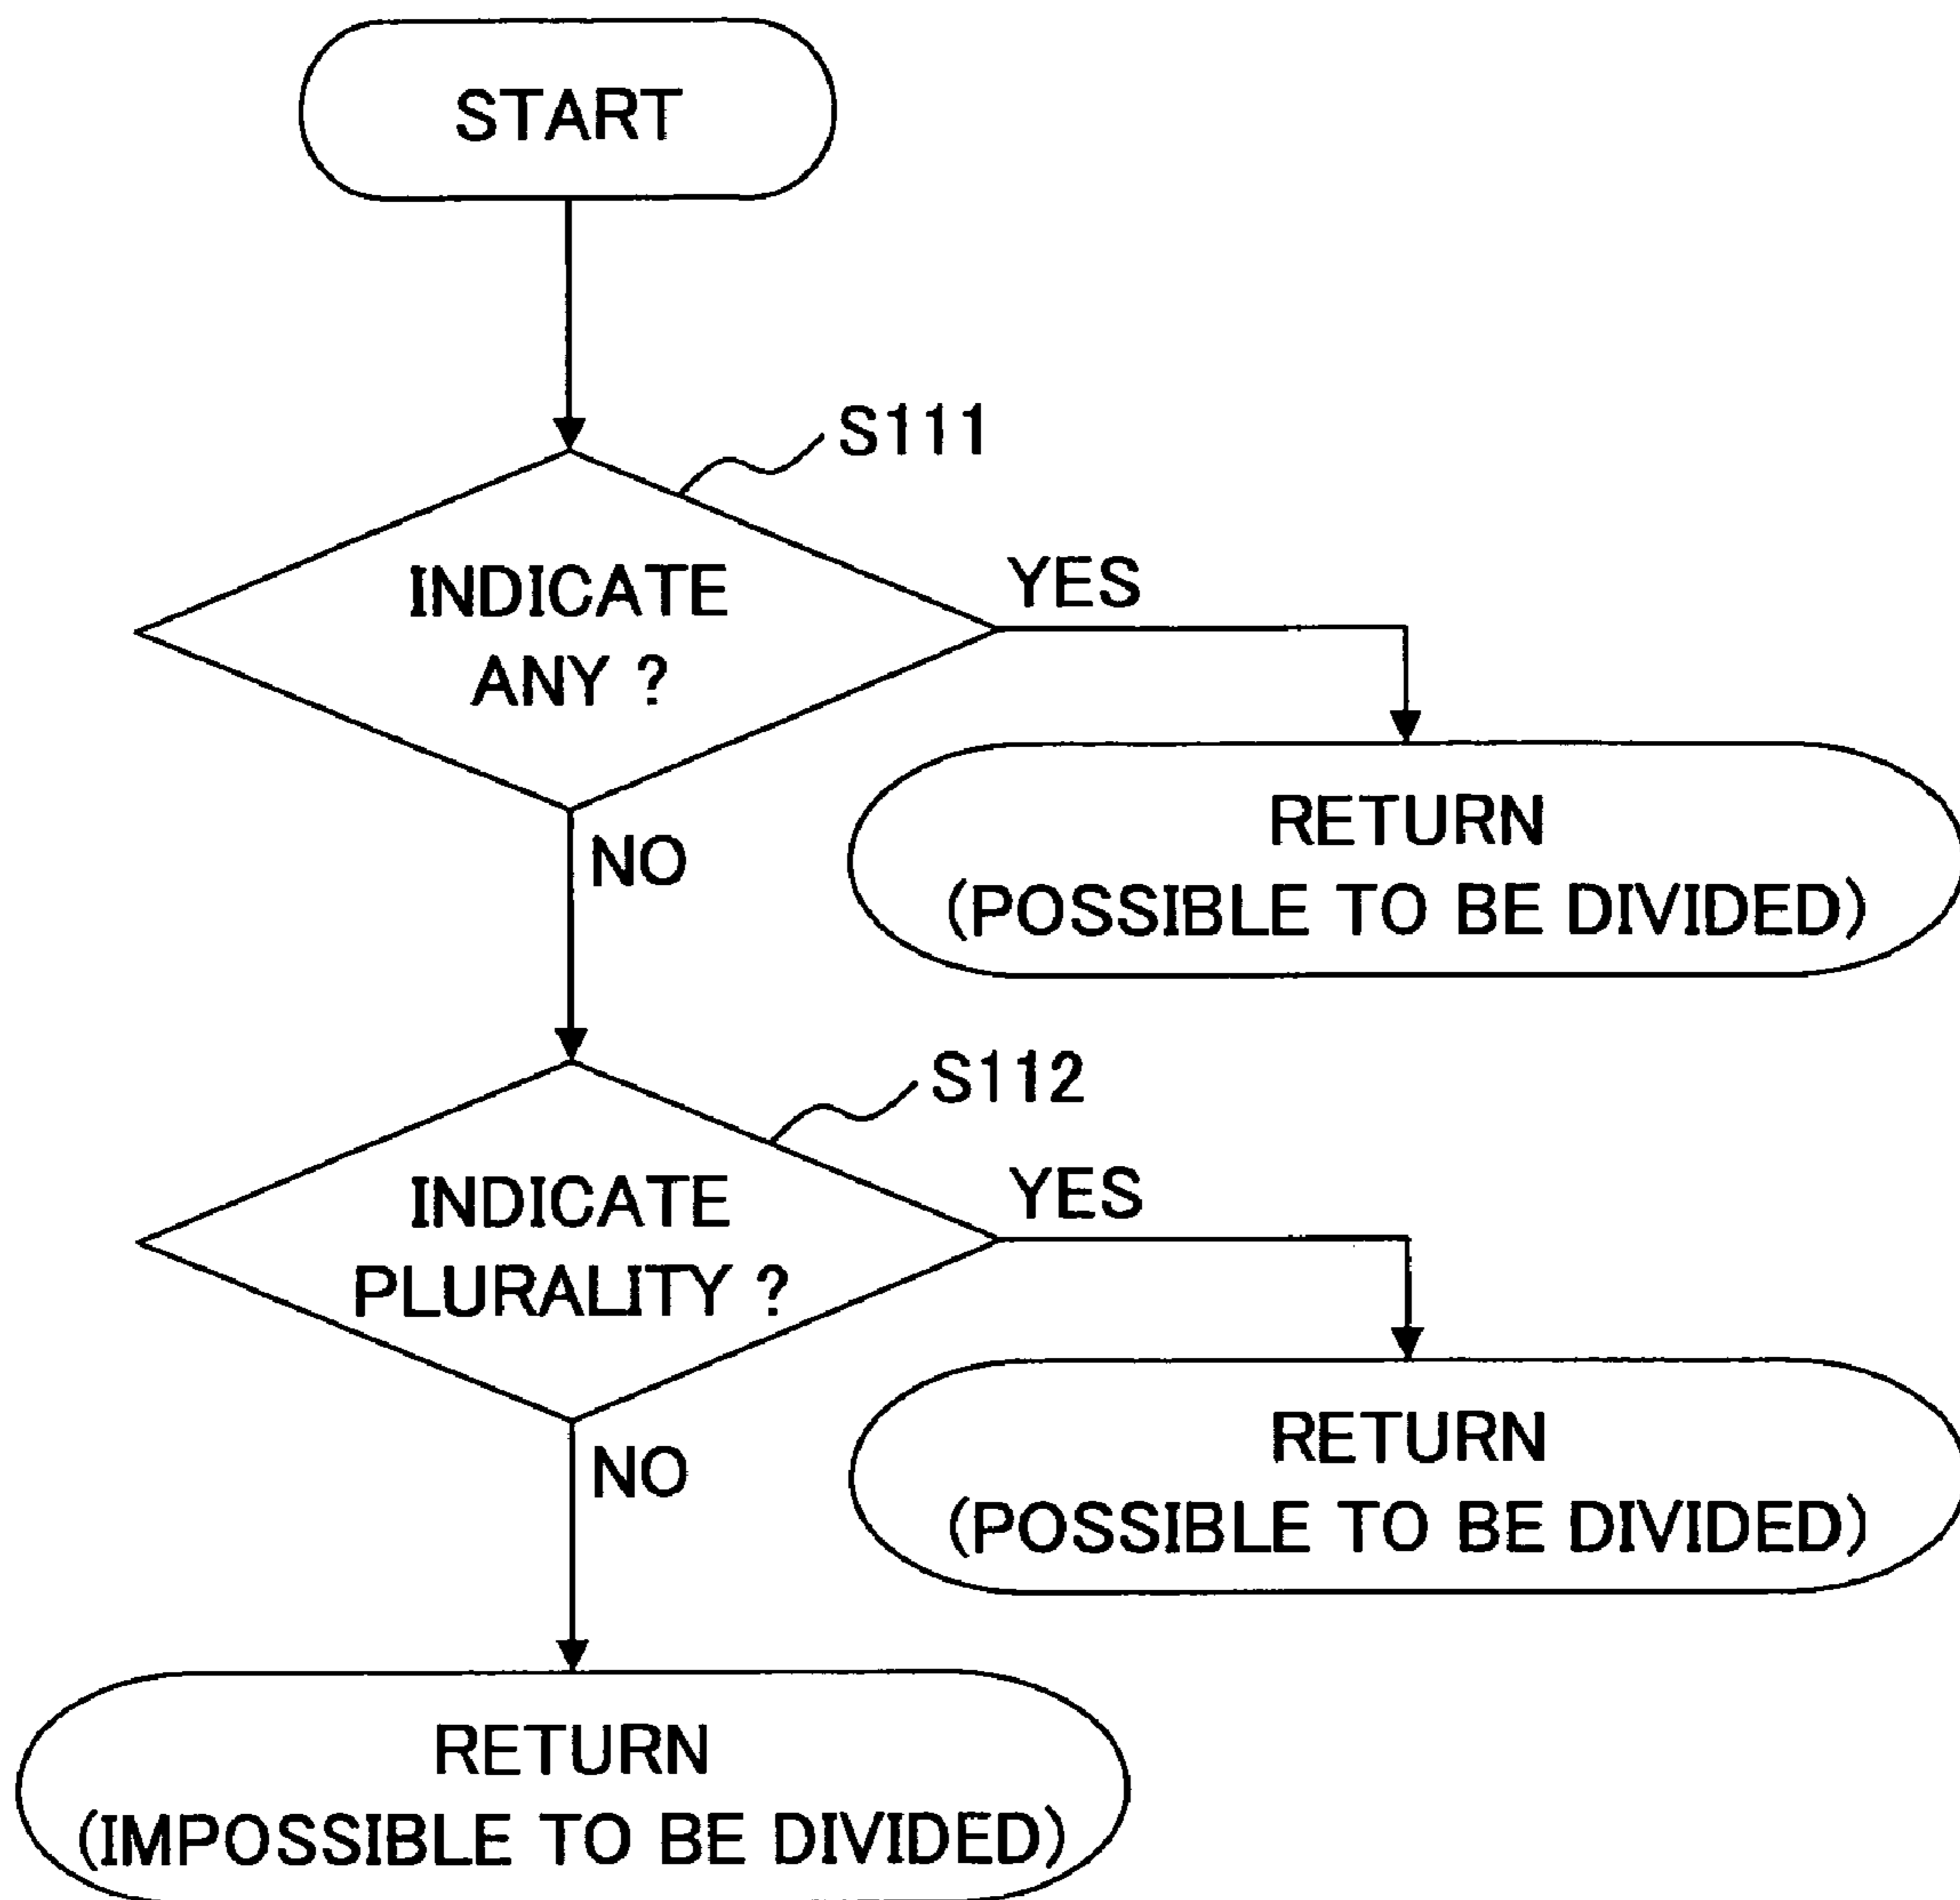 START
S111
INDICATE
ANY ?
YES
RETURN
(POSSIBLE TO BE DIVIDED)
NO
S112
INDICATE
PLURALITY ?
YES
RETURN
(POSSIBLE TO BE DIVIDED)
NO
RETURN
(IMPOSSIBLE TO BE DIVIDED)